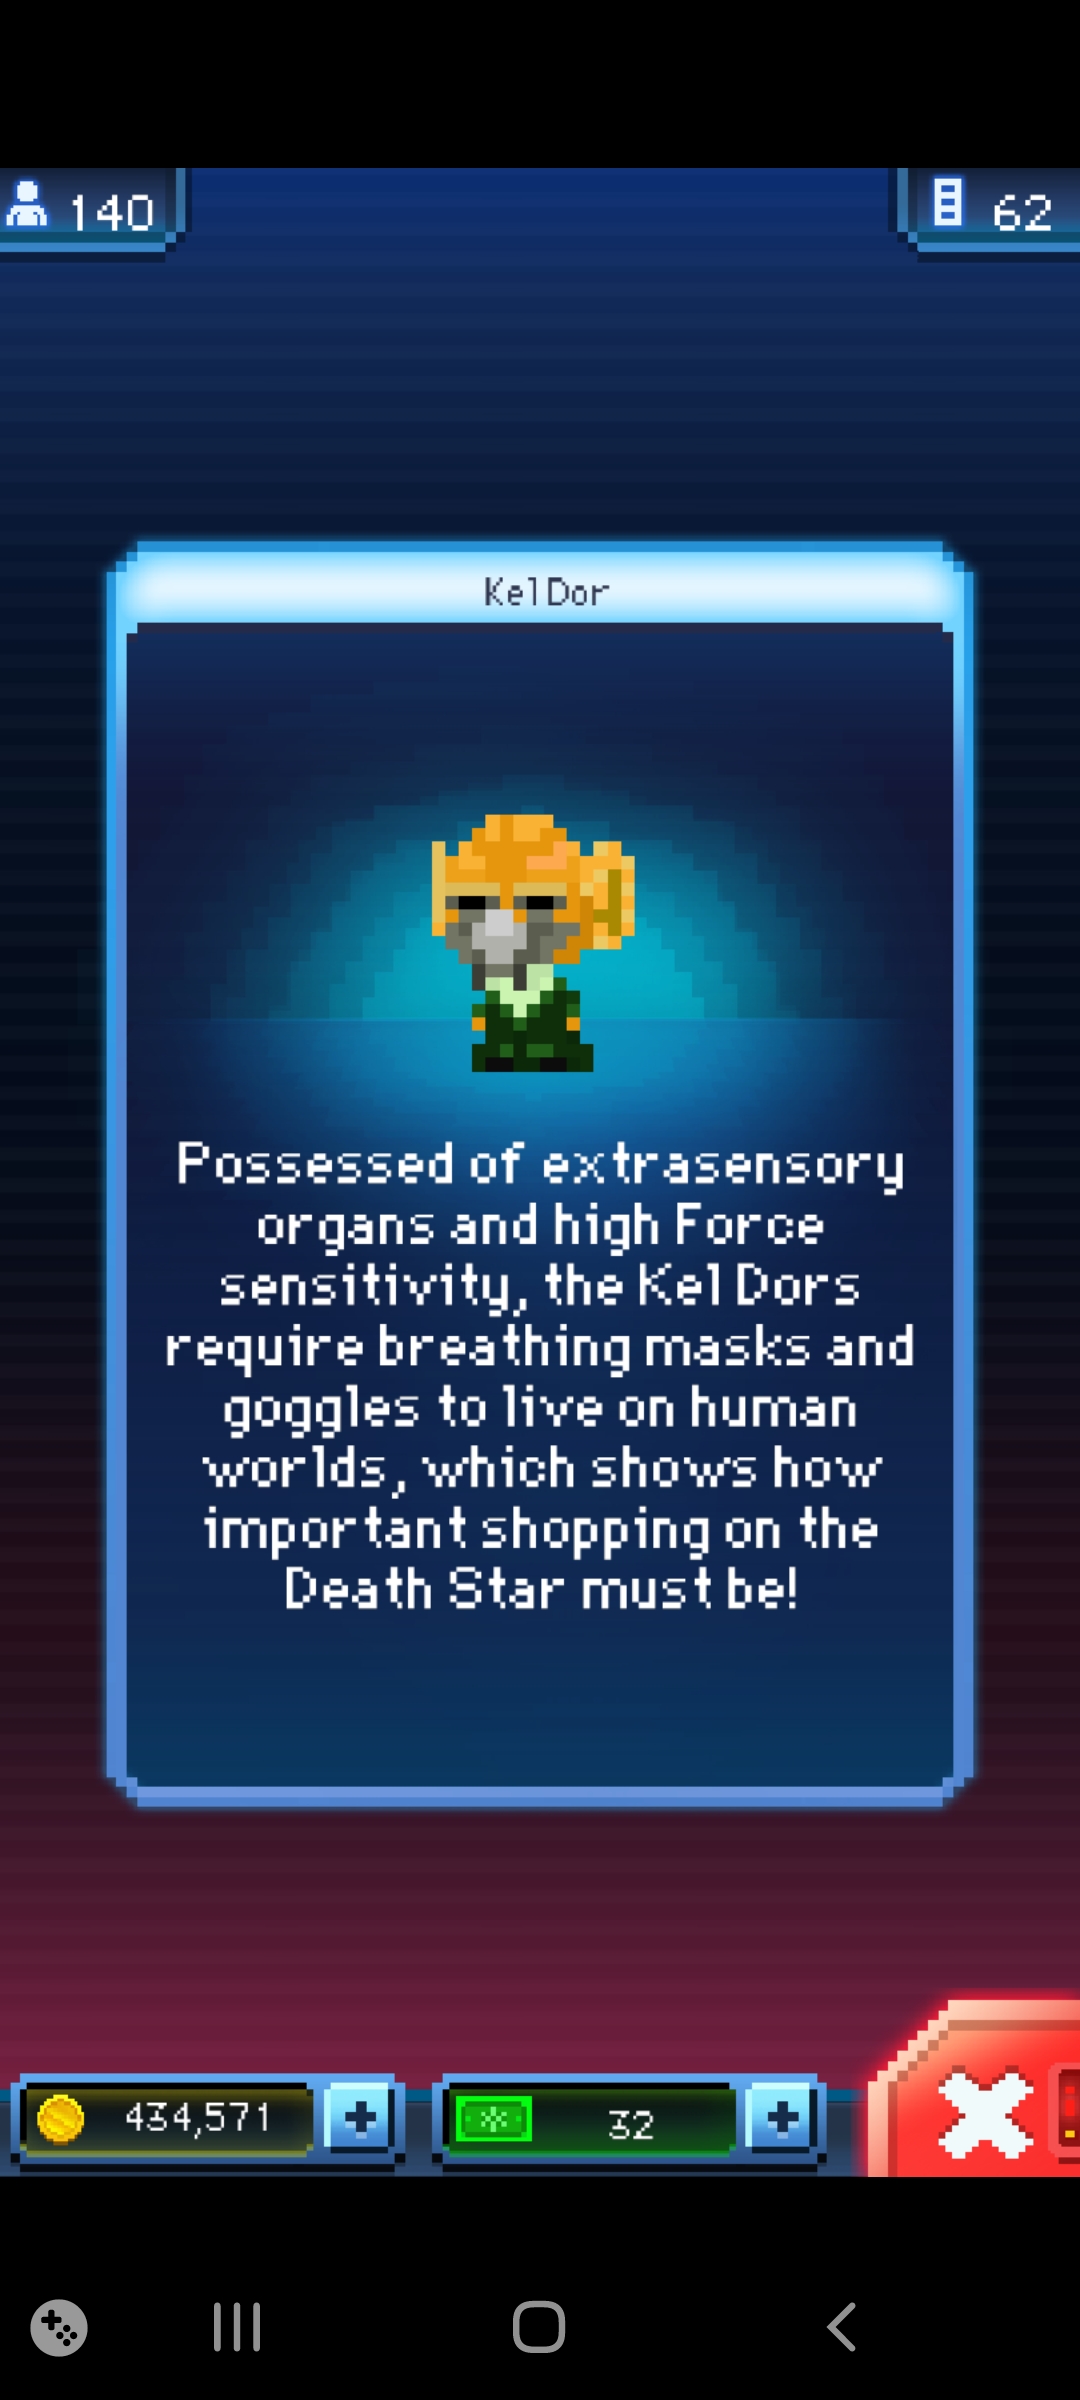 140
62
Kel Dor
Possessed of extrasensory
organs and high Force
sensitivity, the Kel Dors
require breathing masks and
goggles to live on human
worlds, which shows how
important shopping on the
Death Star must be!
434,571
32